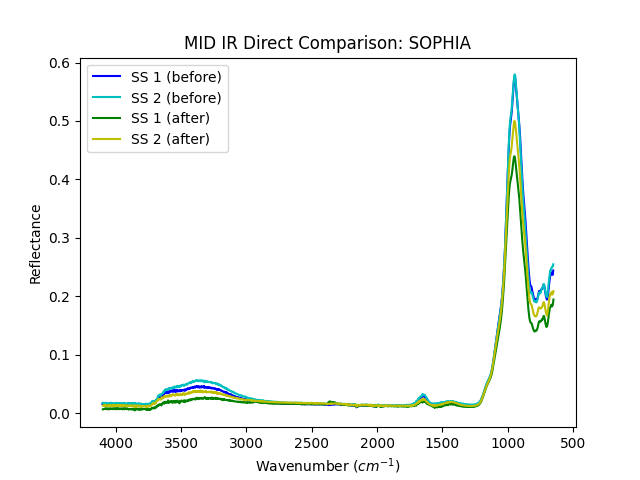 MID IR Direct Comparison: SOPHIA
SS 1 (before)
SS 2 (before)
SS 1 (after)
SS 2 (after)
0.6
0.5
0.4
0.3
0.2
0.1
0.0
Reflectance
4000 3500 3000 2500 2000 1500 1000 500
Wavenumber (cm⁻¹)